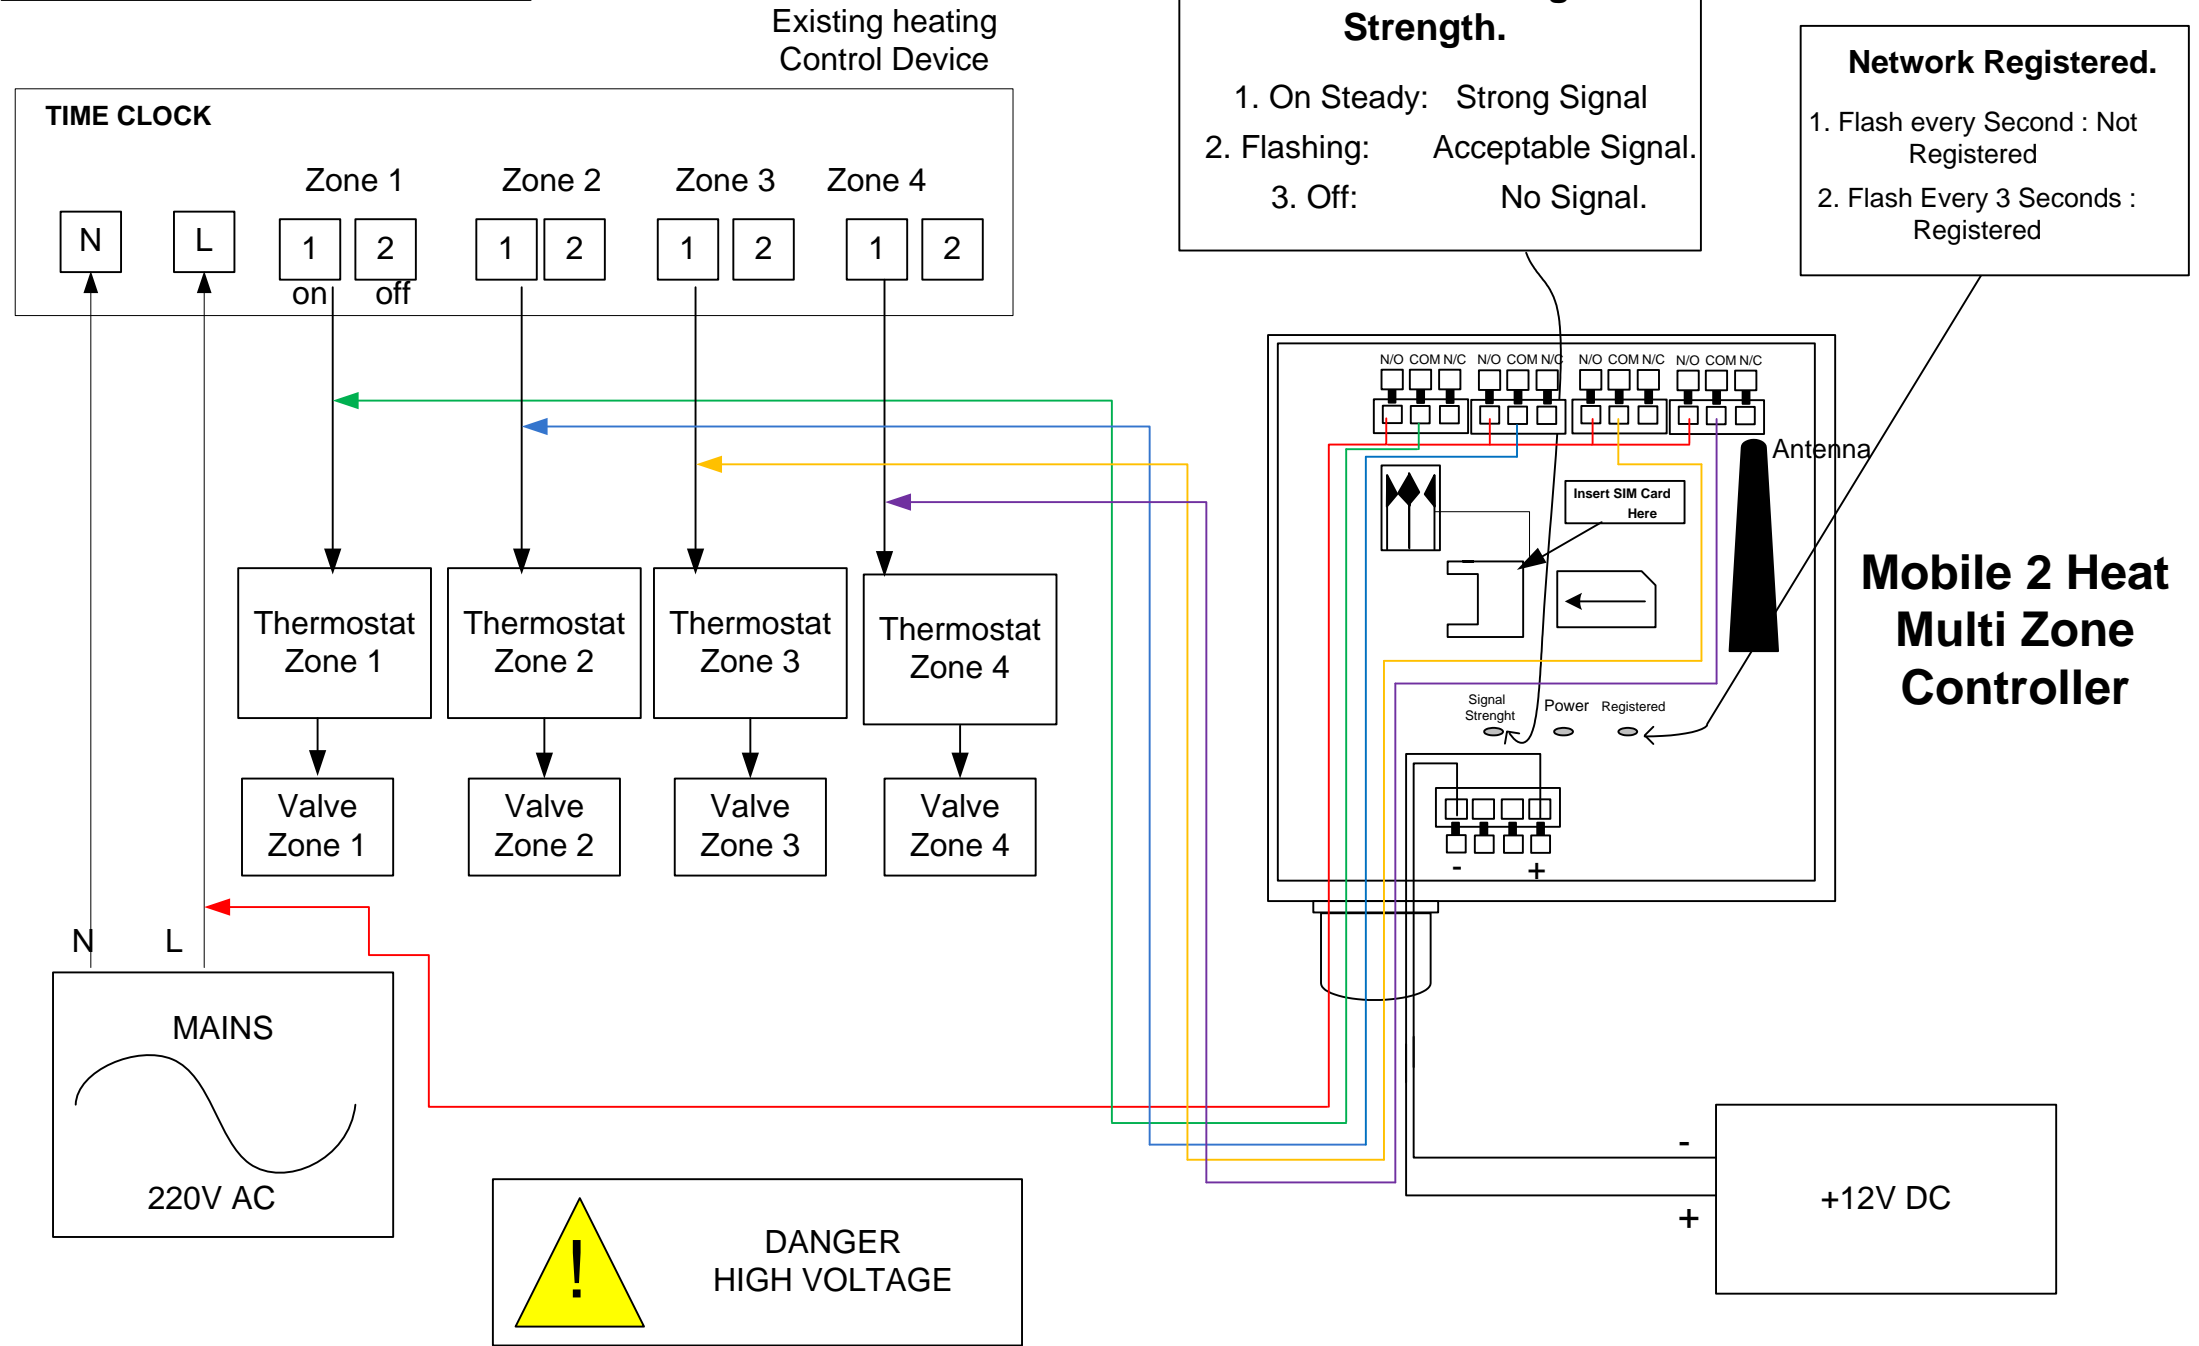 Existing heating
Control Device
Strength.
1. On Steady: Strong Signal
2. Flashing: Acceptable Signal.
3. Off: No Signal.
Network Registered.
1. Flash every Second : Not
Registered
2. Flash Every 3 Seconds :
Registered
TIME CLOCK
Zone 1 Zone 2 Zone 3 Zone 4
N L 1 2 1 2 1 2 1 2
on off
N/O COM N/C N/O COM N/C N/O COM N/C N/O COM N/C
Antenna
Insert SIM Card
Here
Mobile 2 Heat
Multi Zone
Controller
Thermostat
Zone 1
Thermostat
Zone 2
Thermostat
Zone 3
Thermostat
Zone 4
Signal
Strenght
Power
Registered
Valve
Zone 1
Valve
Zone 2
Valve
Zone 3
Valve
Zone 4
- +
N L
MAINS
220V AC
-
+12V DC
+
!
DANGER
HIGH VOLTAGE